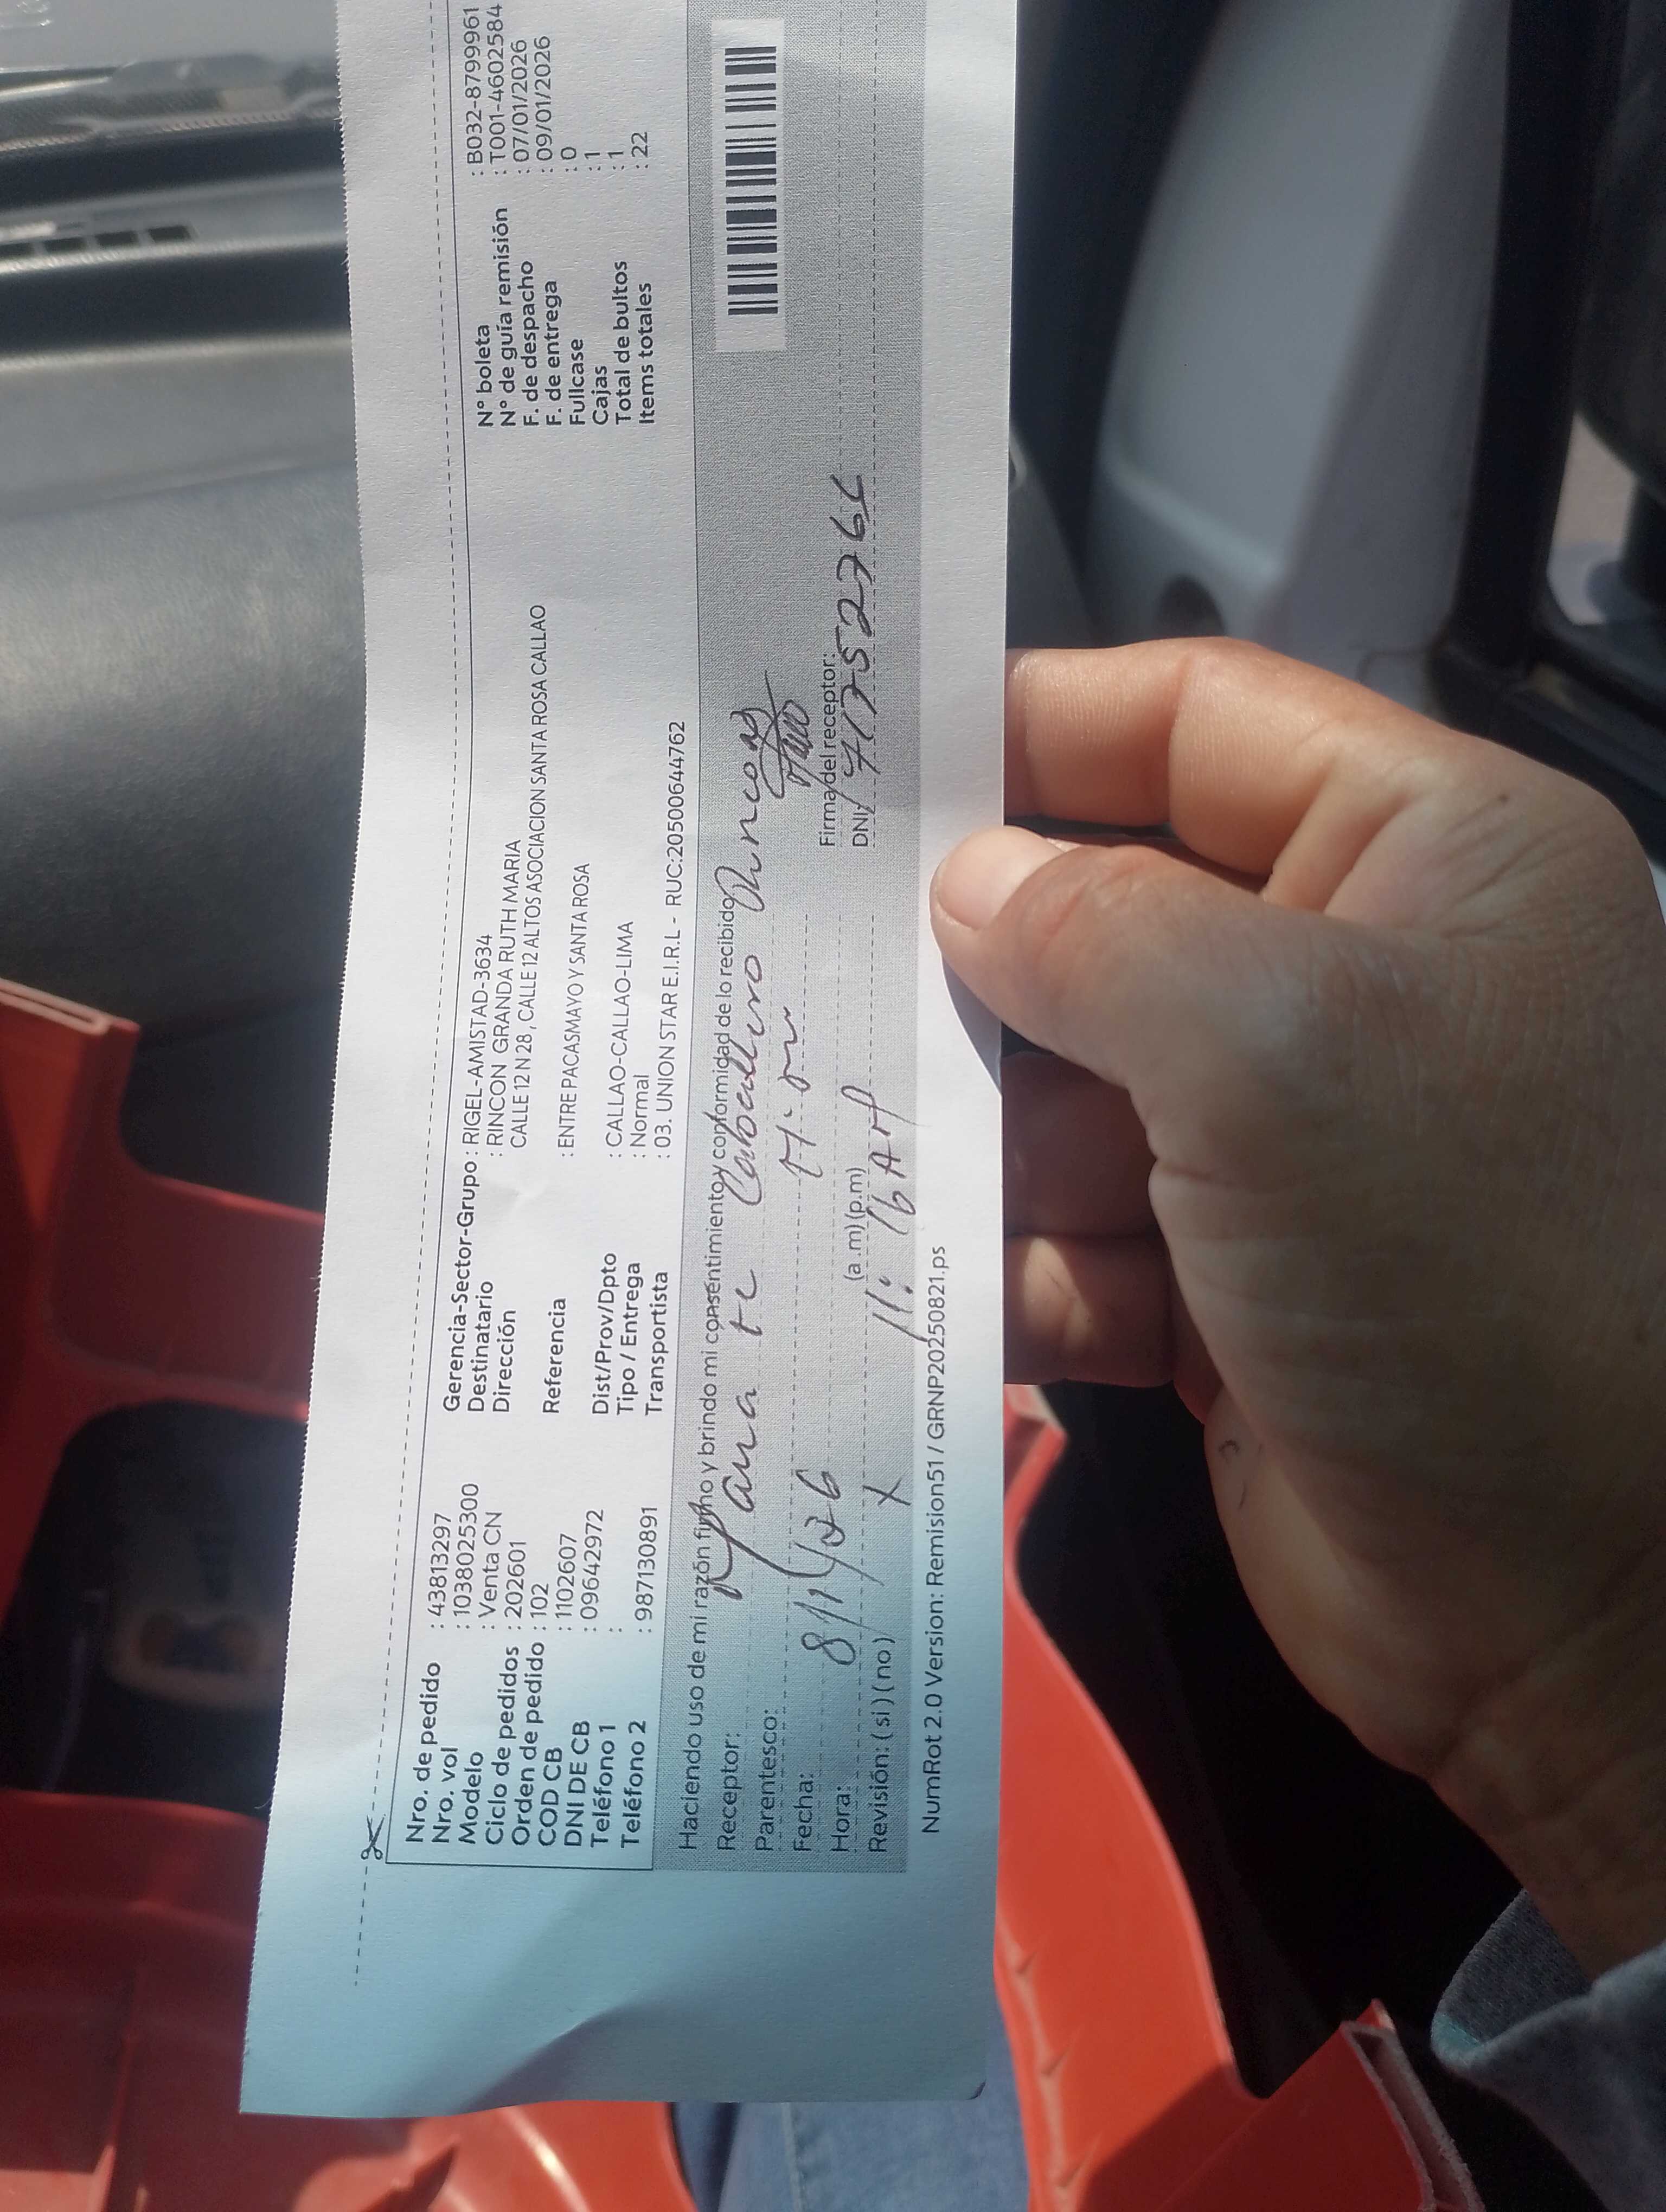 Nro. de pedido : 43813297
Nro. vol : 1038025300
Modelo : Venta CN
Ciclo de pedidos : 202601
Orden de pedido : 102
COD CB : 1102607
DNI DE CB : 09642972
Teléfono 1 :
Teléfono 2 : 987130891
Gerencia-Sector-Grupo : RIGEL-AMISTAD-3634
Destinatario : RINCON GRANDA RUTH MARIA
Dirección CALLE 12 N 28 , CALLE 12 ALTOS ASOCIACION SANTA ROSA CALLAO
Referencia : ENTRE PACASMAYO Y SANTA ROSA
Dist/Prov/Dpto : CALLAO-CALLAO-LIMA
Tipo / Entrega : Normal
Transportista : 03. UNION STAR E.I.R.L - RUC:20500644762
N° boleta : B032-8799961
N° de guía remisión : T001-4602584
F. de despacho : 07/01/2026
F. de entrega : 09/01/2026
Fullcase : 0
Cajas : 1
Total de bultos : 1
Items totales : 22
Haciendo uso de mi razón firmo y brindo mi consentimiento y conformidad de lo recibido
Receptor: Caballero Rincon
Parentesco:
Fecha: 8/1/26
Hora: (a.m) (p.m) 11:16 AM
Revisión: ( si ) ( no ) X
Firma del receptor:
DNI:
NumRot 2.0 Version: Remision51 / GRNP20250821.ps